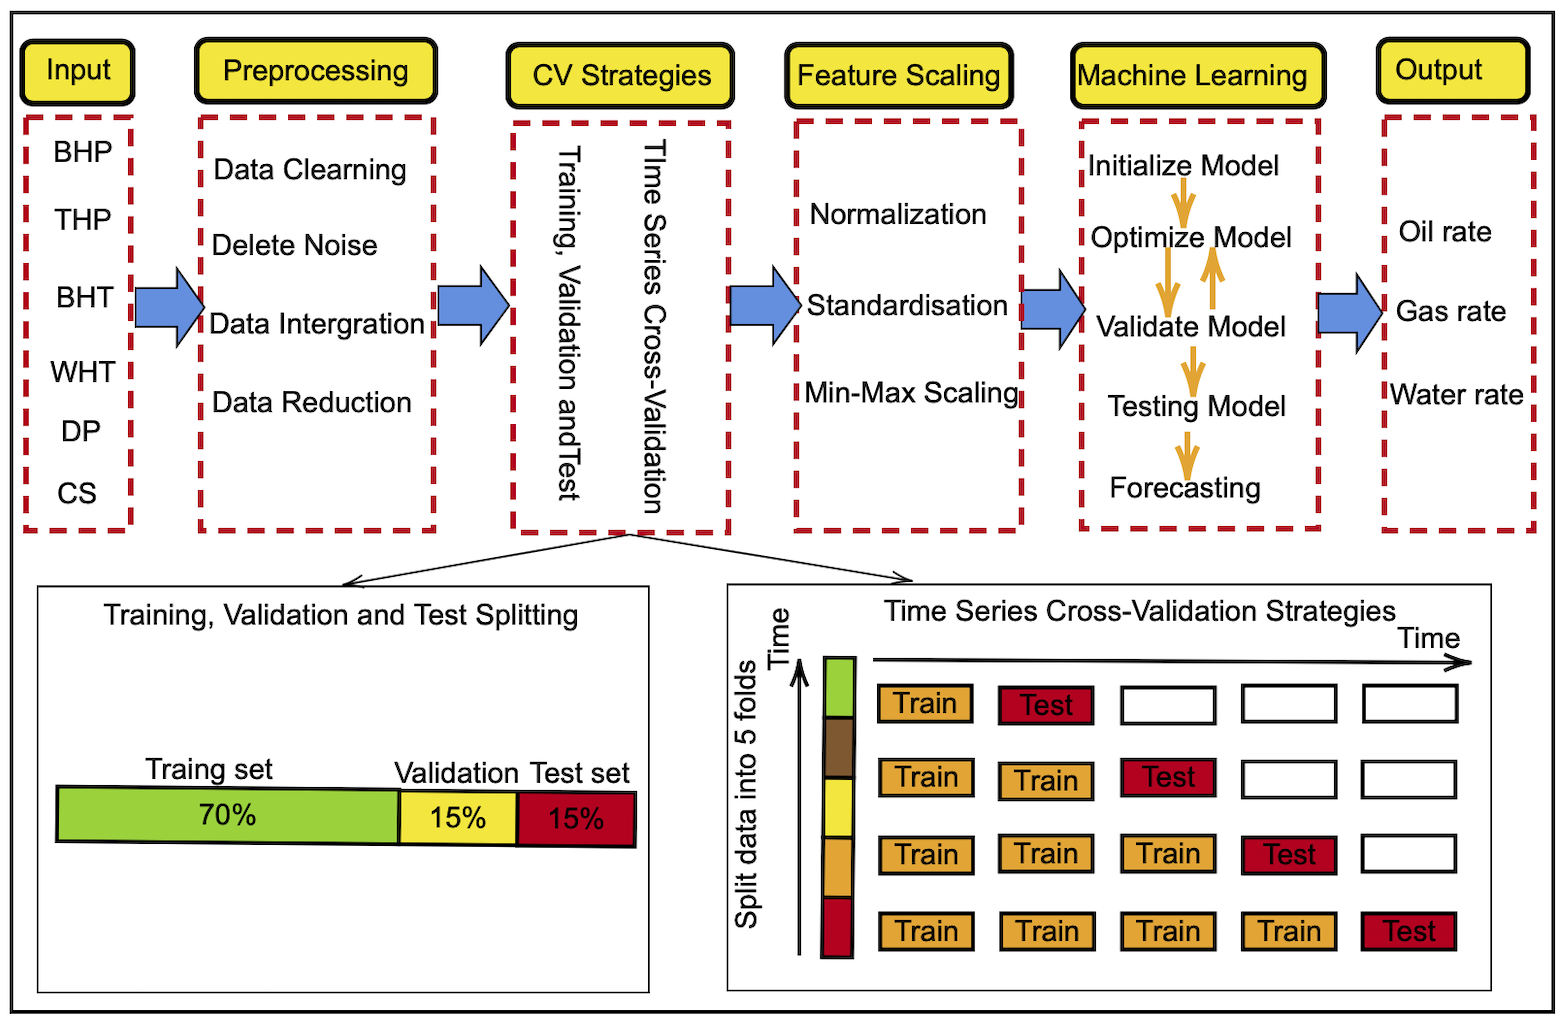 Input
Preprocessing
CV Strategies
Feature Scaling
Machine Learning
Output
BHP
THP
BHT
WHT
DP
CS
Data Clearning
Delete Noise
Data Intergration
Data Reduction
Training, Validation andTest
TIme Series Cross-Validation
Normalization
Standardisation
Min-Max Scaling
Initialize Model
Optimize Model
Validate Model
Testing Model
Forecasting
Oil rate
Gas rate
Water rate
Training, Validation and Test Splitting
Traing set
Validation
Test set
70%
15%
15%
Time Series Cross-Validation Strategies
Time
Time
Split data into 5 folds
Train
Test
Train
Train
Test
Train
Train
Train
Test
Train
Train
Train
Train
Test